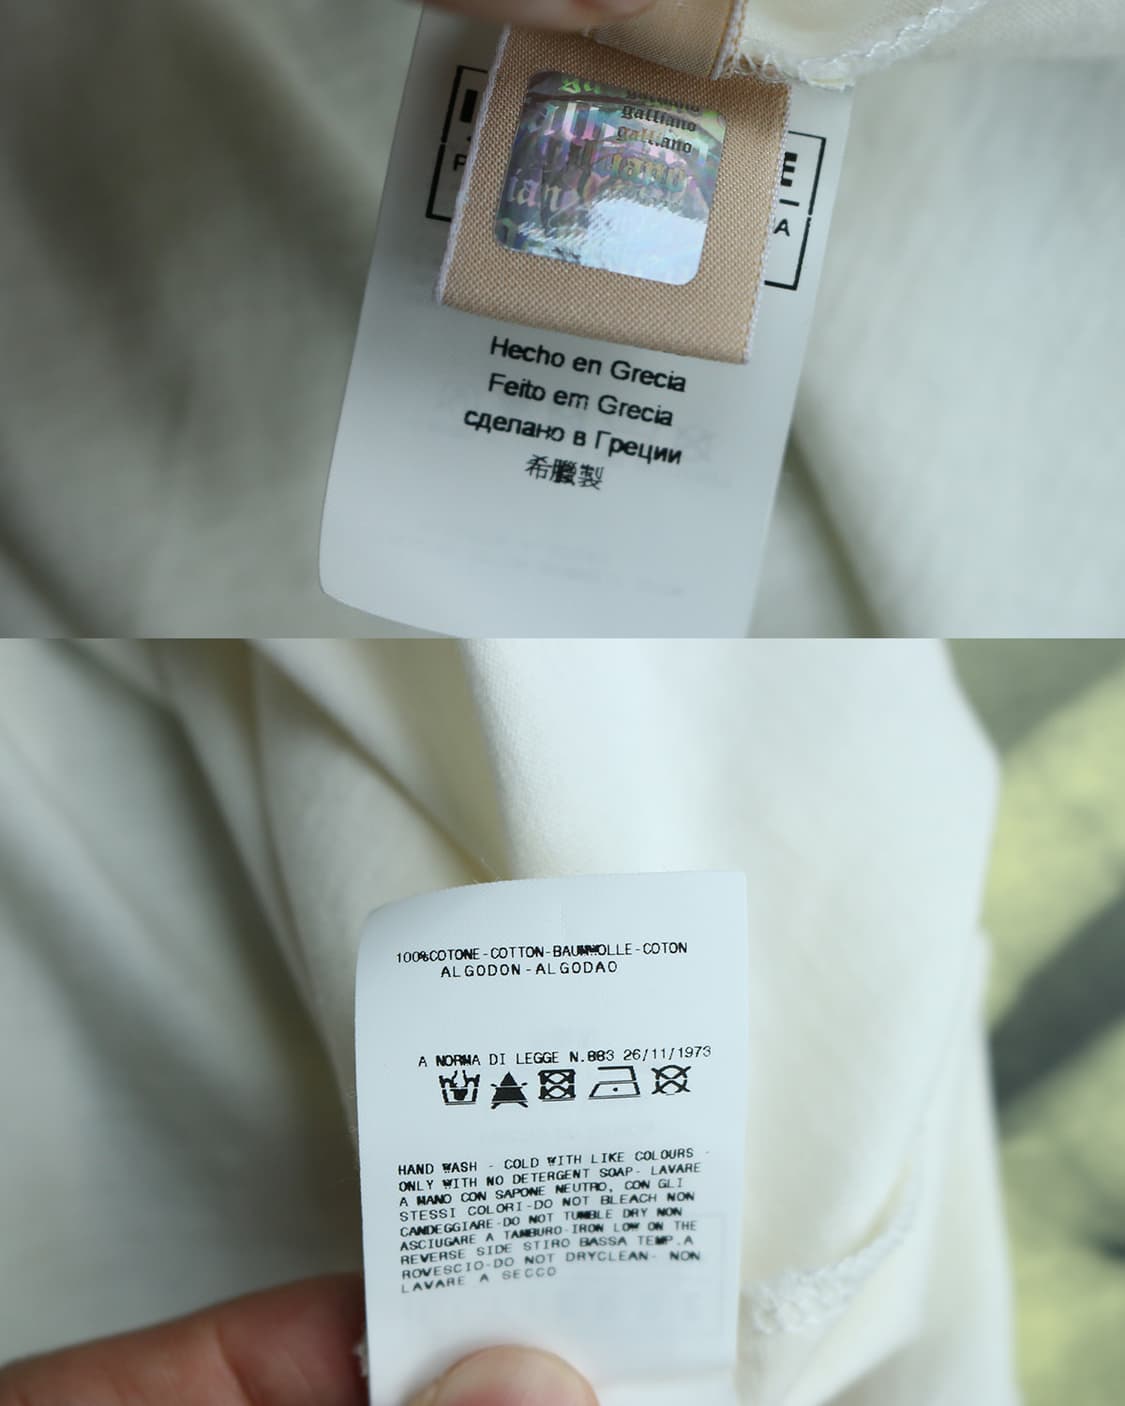 galliano
galliano
Hecho en Grecia
Feito em Grecia
сделано в Греции
希臘製
100%COTONE-COTTON-BAUMWOLLE-COTON
ALGODON-ALGODAO
A NORMA DI LEGGE N.883 26/11/1973
HAND WASH - COLD WITH LIKE COLOURS -
ONLY WITH NO DETERGENT SOAP- LAVARE
A MANO CON SAPONE NEUTRO, CON GLI
STESSI COLORI-DO NOT BLEACH NON
CANDEGGIARE-DO NOT TUMBLE DRY NON
ASCIUGARE A TAMBURO-IRON LOW ON THE
REVERSE SIDE STIRO BASSA TEMP.A
ROVESCIO-DO NOT DRYCLEAN- NON
LAVARE A SECCO